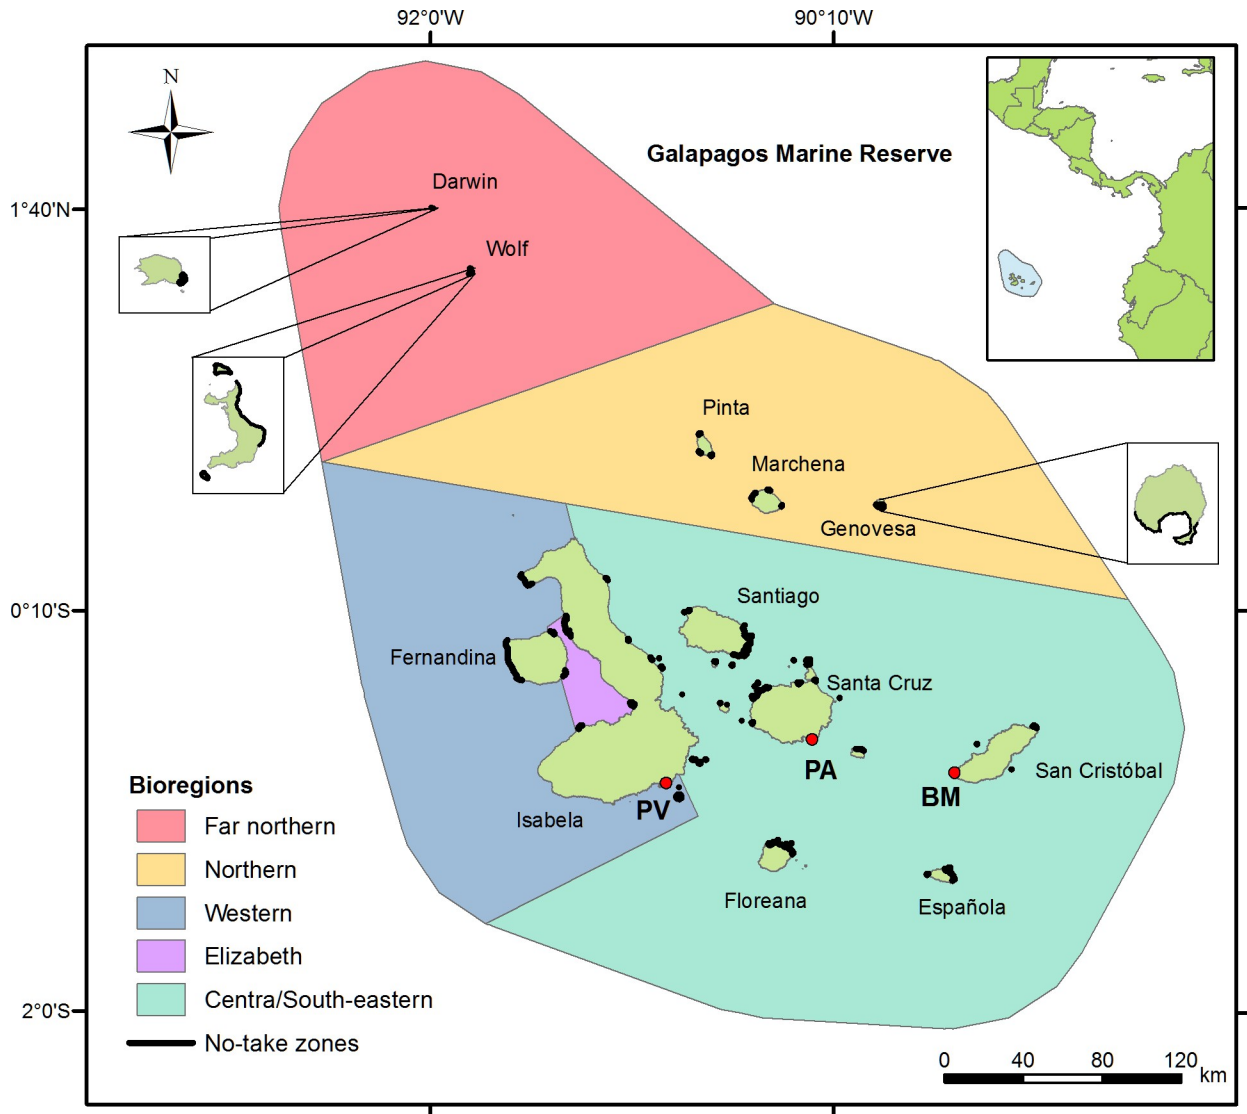 92°0'W
90°10'W
N
Galapagos Marine Reserve
Darwin
1°40'N
Wolf
Pinta
Marchena
Genovesa
0°10'S
Santiago
Fernandina
Santa Cruz
PA
San Cristóbal
BM
PV
Isabela
Floreana
Española
Bioregions
Far northern
Northern
Western
Elizabeth
Centra/South-eastern
No-take zones
2°0'S
0 40 80 120
km